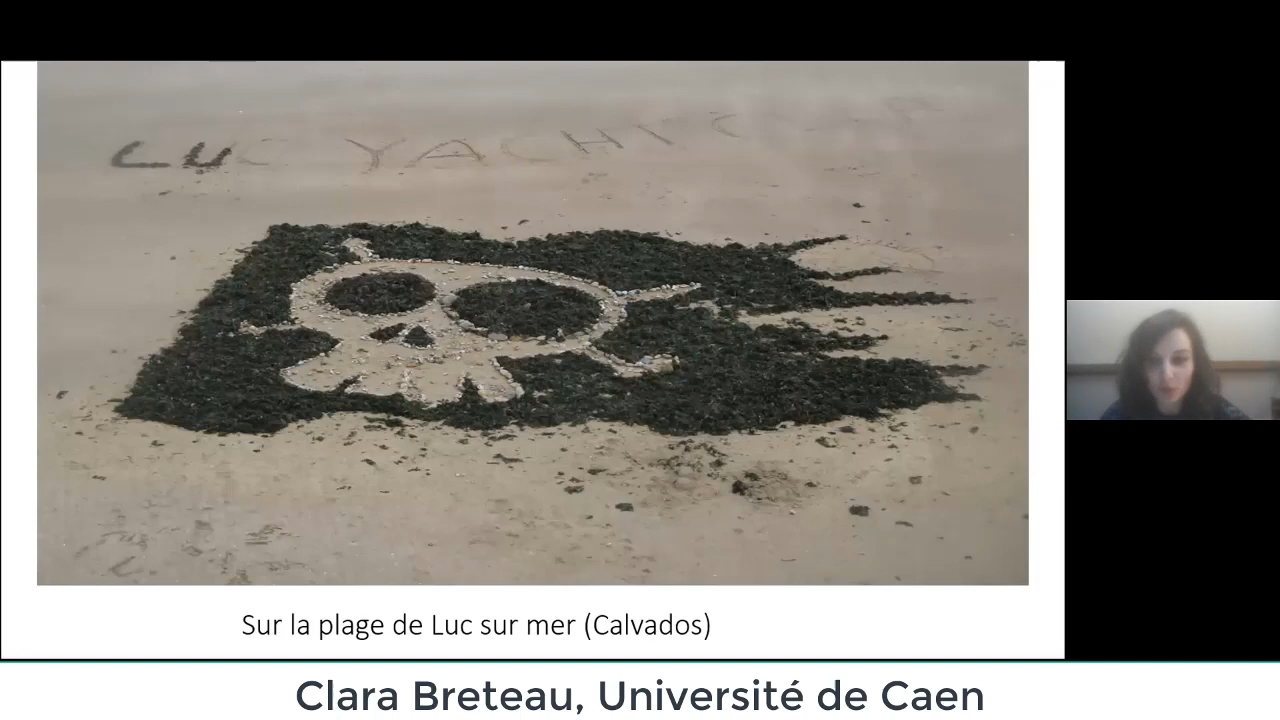 LUC YACHT C
Sur la plage de Luc sur mer (Calvados)
Clara Breteau, Université de Caen